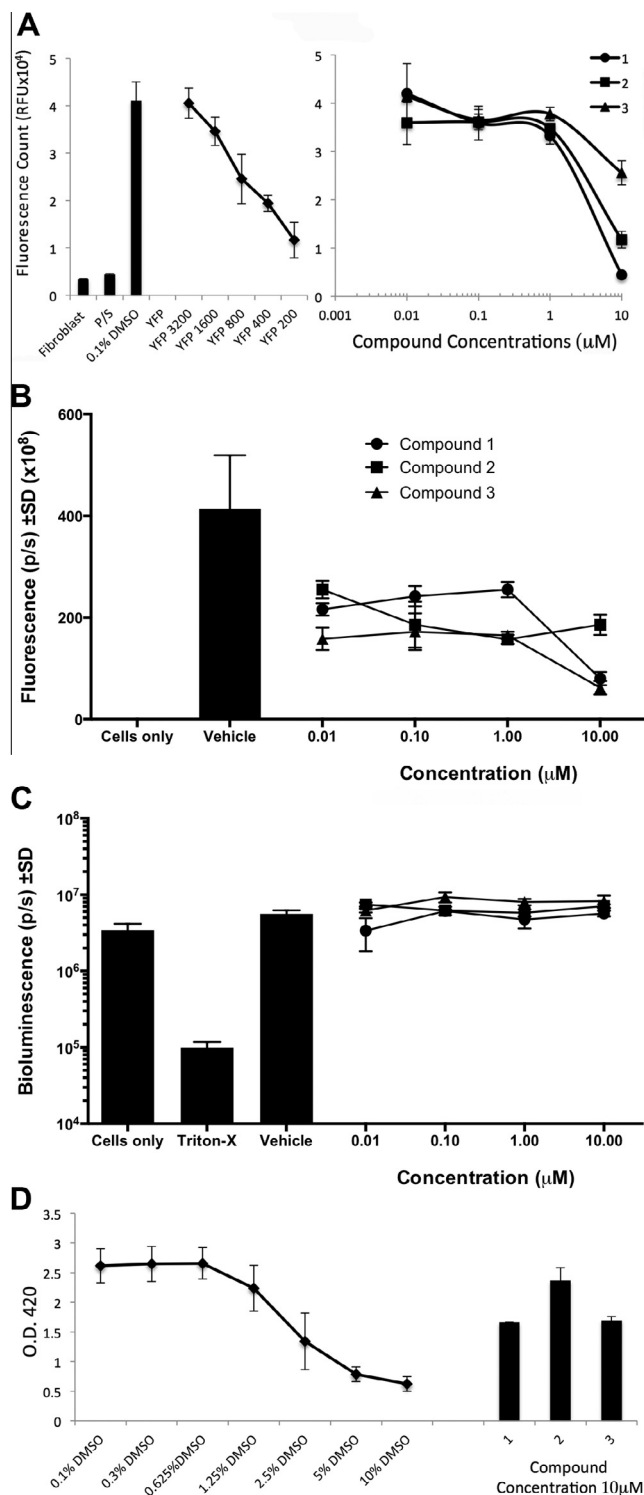 A
Fluorescence Count (RFUx10⁴)
5
4
3
2
1
0
Fibroblast
P/S
0.1% DMSO
YFP
YFP 3200
YFP 1600
YFP 800
YFP 400
YFP 200
5
4
3
2
1
0
0.001
0.01
0.1
1
10
Compound Concentrations (μM)
1
2
3
B
Fluorescence (p/s) ±SD (x10⁸)
600
400
200
0
Cells only
Vehicle
0.01
0.10
1.00
10.00
Concentration (μM)
Compound 1
Compound 2
Compound 3
C
Bioluminescence (p/s) ±SD
10⁸
10⁷
10⁶
10⁵
10⁴
Cells only
Triton-X
Vehicle
0.01
0.10
1.00
10.00
Concentration (μM)
D
O.D. 420
3.5
3
2.5
2
1.5
1
0.5
0
0.1% DMSO
0.3% DMSO
0.625%DMSO
1.25% DMSO
2.5% DMSO
5% DMSO
10% DMSO
1
2
3
Compound
Concentration 10μM